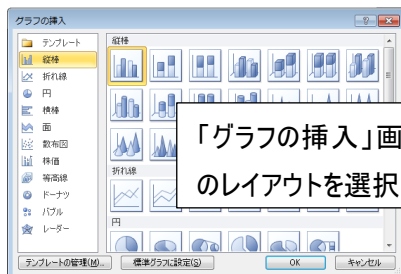 グラフの挿入
テンプレート
縦棒
折れ線
円
横棒
面
散布図
株価
等高線
ドーナツ
バブル
レーダー
縦棒
折れ線
円
「グラフの挿入」画
のレイアウトを選択
テンプレートの管理(M)...
標準グラフに設定(S)
OK
キャンセル